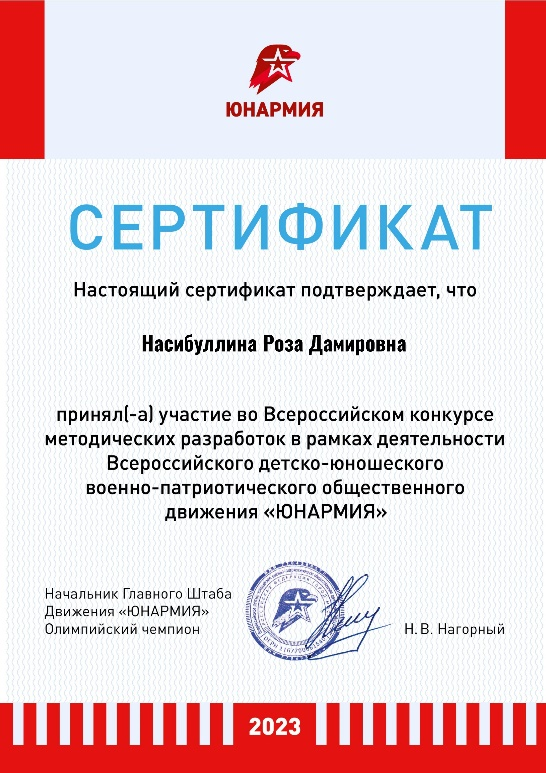 ЮНАРМИЯ
СЕРТИФИКАТ
Настоящий сертификат подтверждает, что
Насибуллина Роза Дамировна
принял(-а) участие во Всероссийском конкурсе
методических разработок в рамках деятельности
Всероссийского детско-юношеского
военно-патриотического общественного
движения «ЮНАРМИЯ»
Начальник Главного Штаба
Движения «ЮНАРМИЯ»
Олимпийский чемпион
Н. В. Нагорный
2023